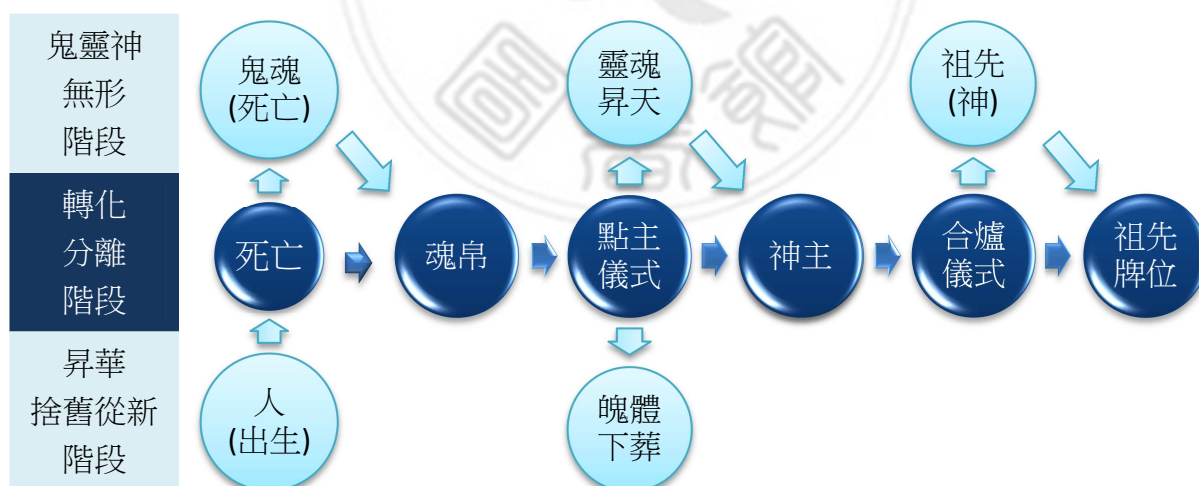 鬼靈神
無形
階段
鬼魂
(死亡)
靈魂
昇天
祖先
(神)
轉化
分離
階段
死亡
魂帛
點主
儀式
神主
合爐
儀式
祖先
牌位
昇華
捨舊從新
階段
人
(出生)
魄體
下葬